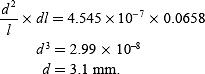 d²/l × dl = 4.545×10⁻⁷ × 0.0658
d³ = 2.99 × 10⁻⁸
d = 3.1 mm.